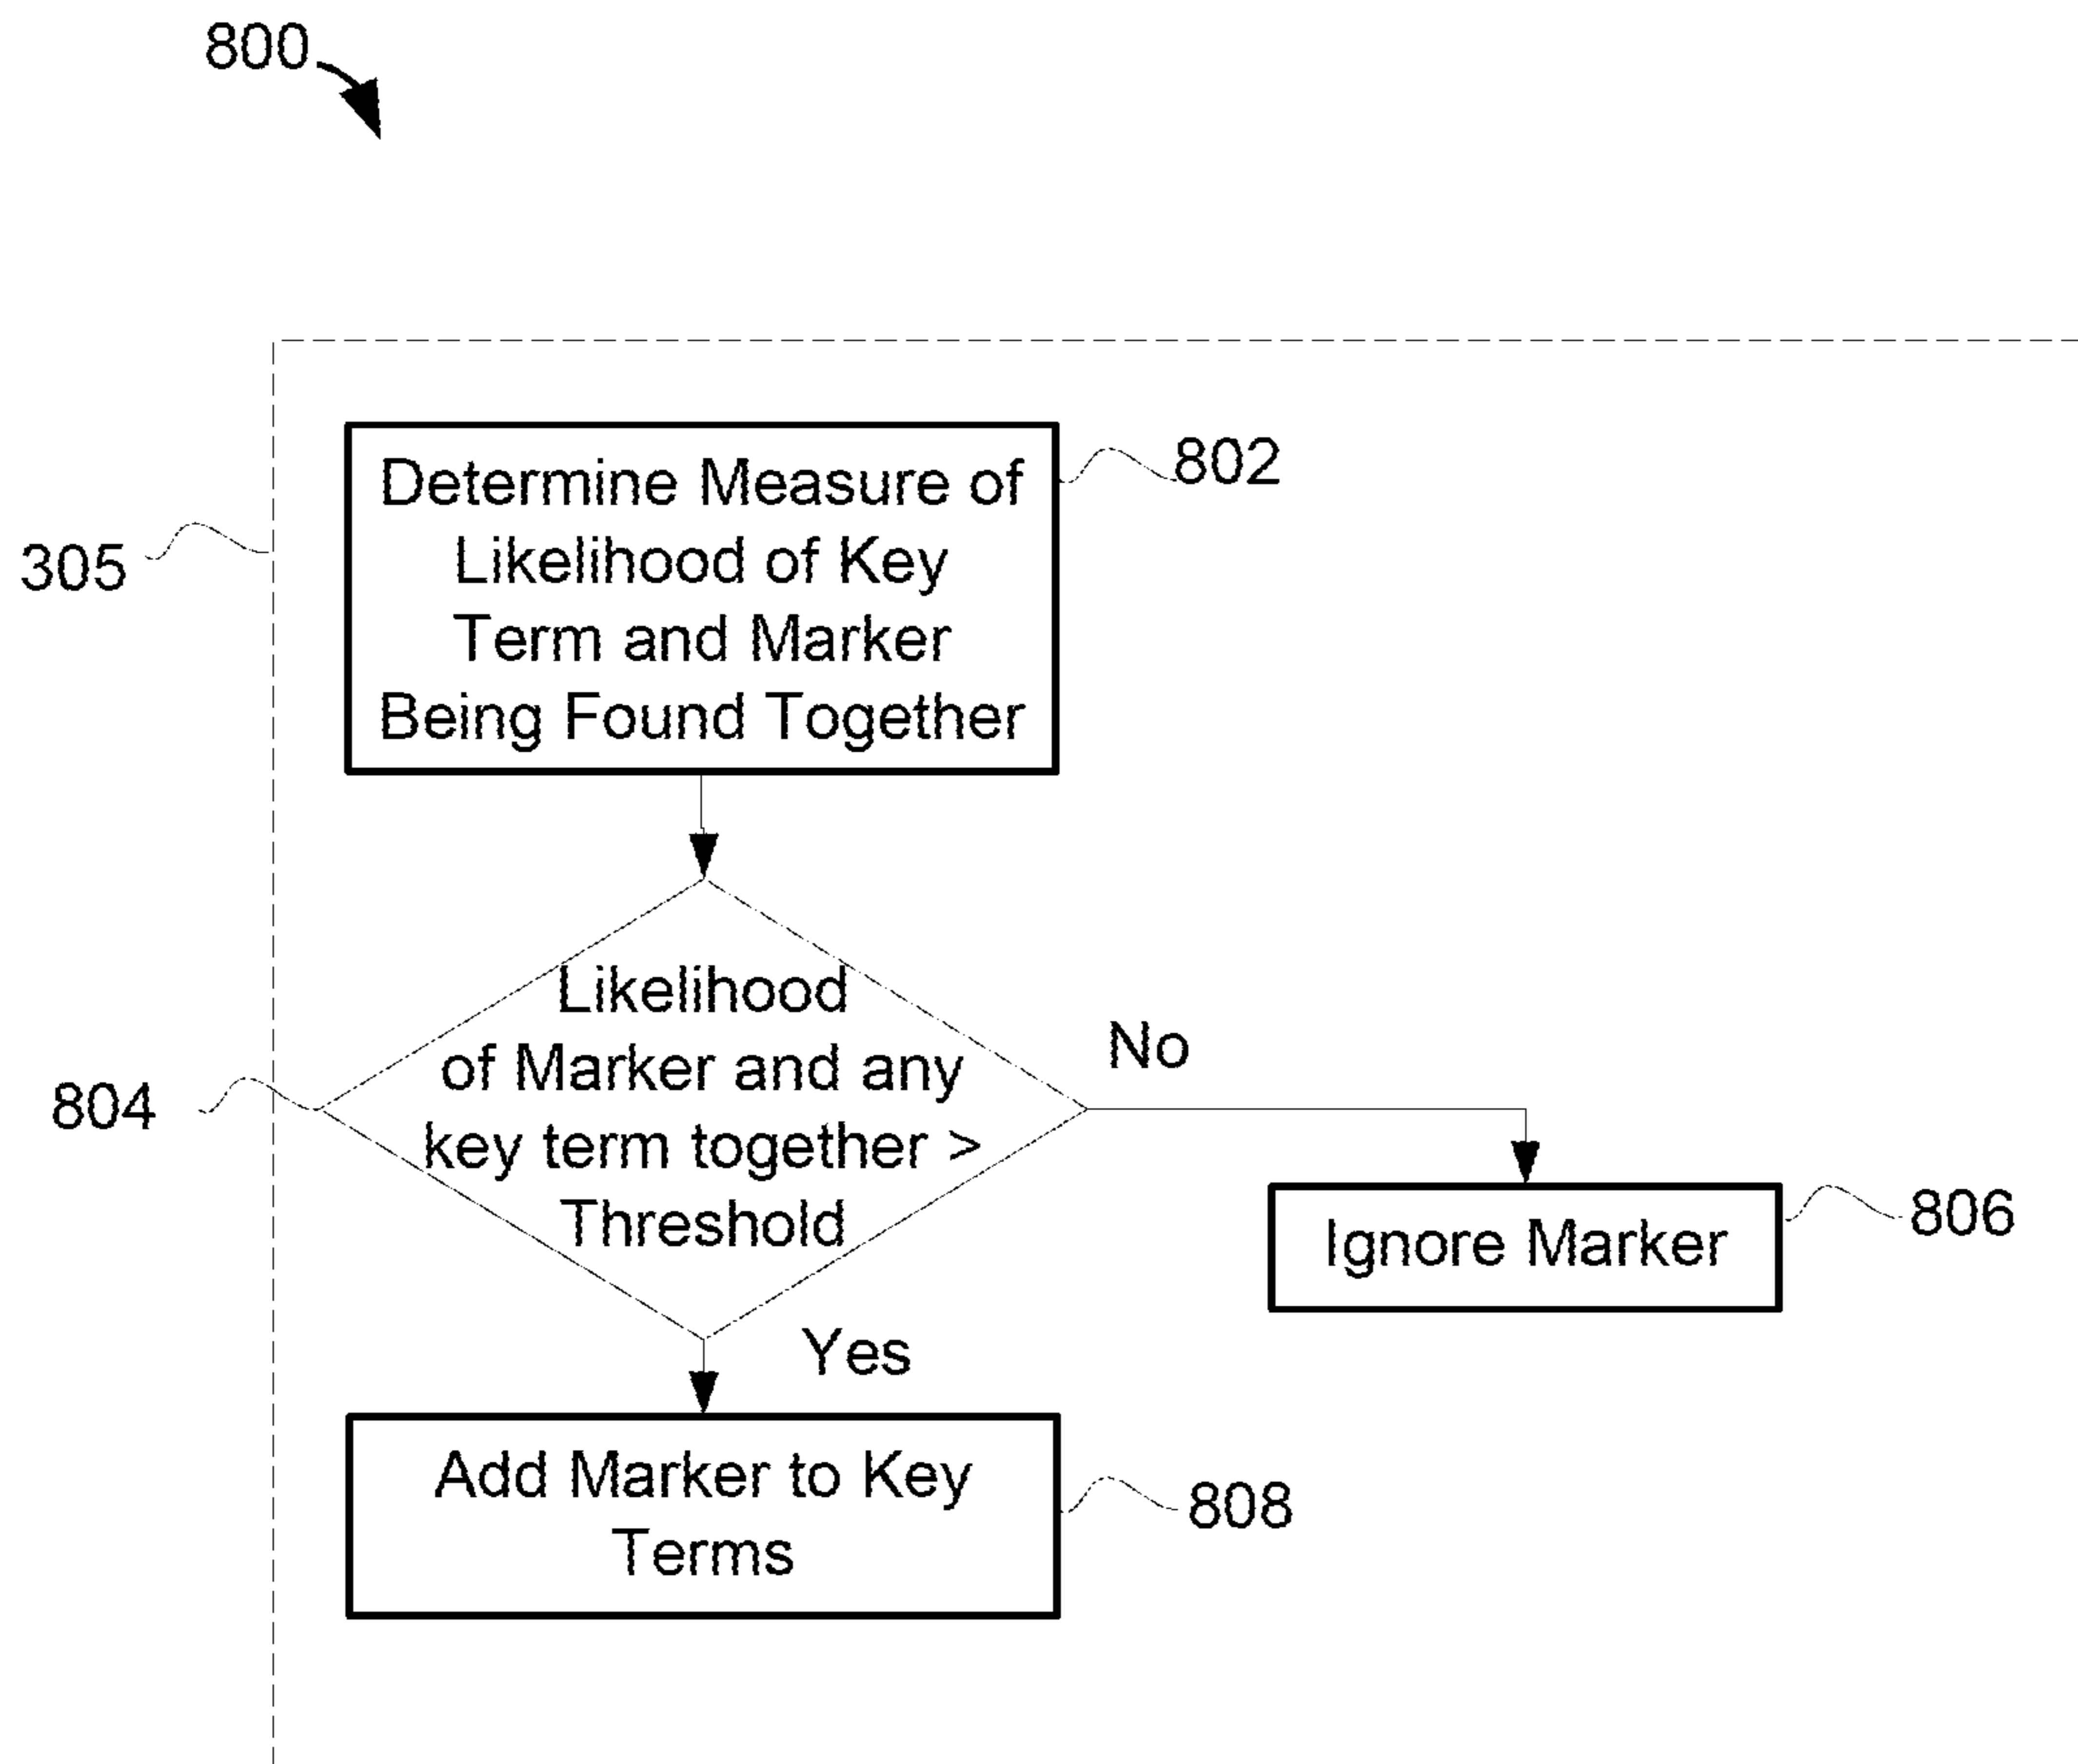 800
Determine Measure of
Likelihood of Key
Term and Marker
Being Found Together
802
305
Likelihood
of Marker and any
key term together >
Threshold
804
No
Ignore Marker
806
Yes
Add Marker to Key
Terms
808